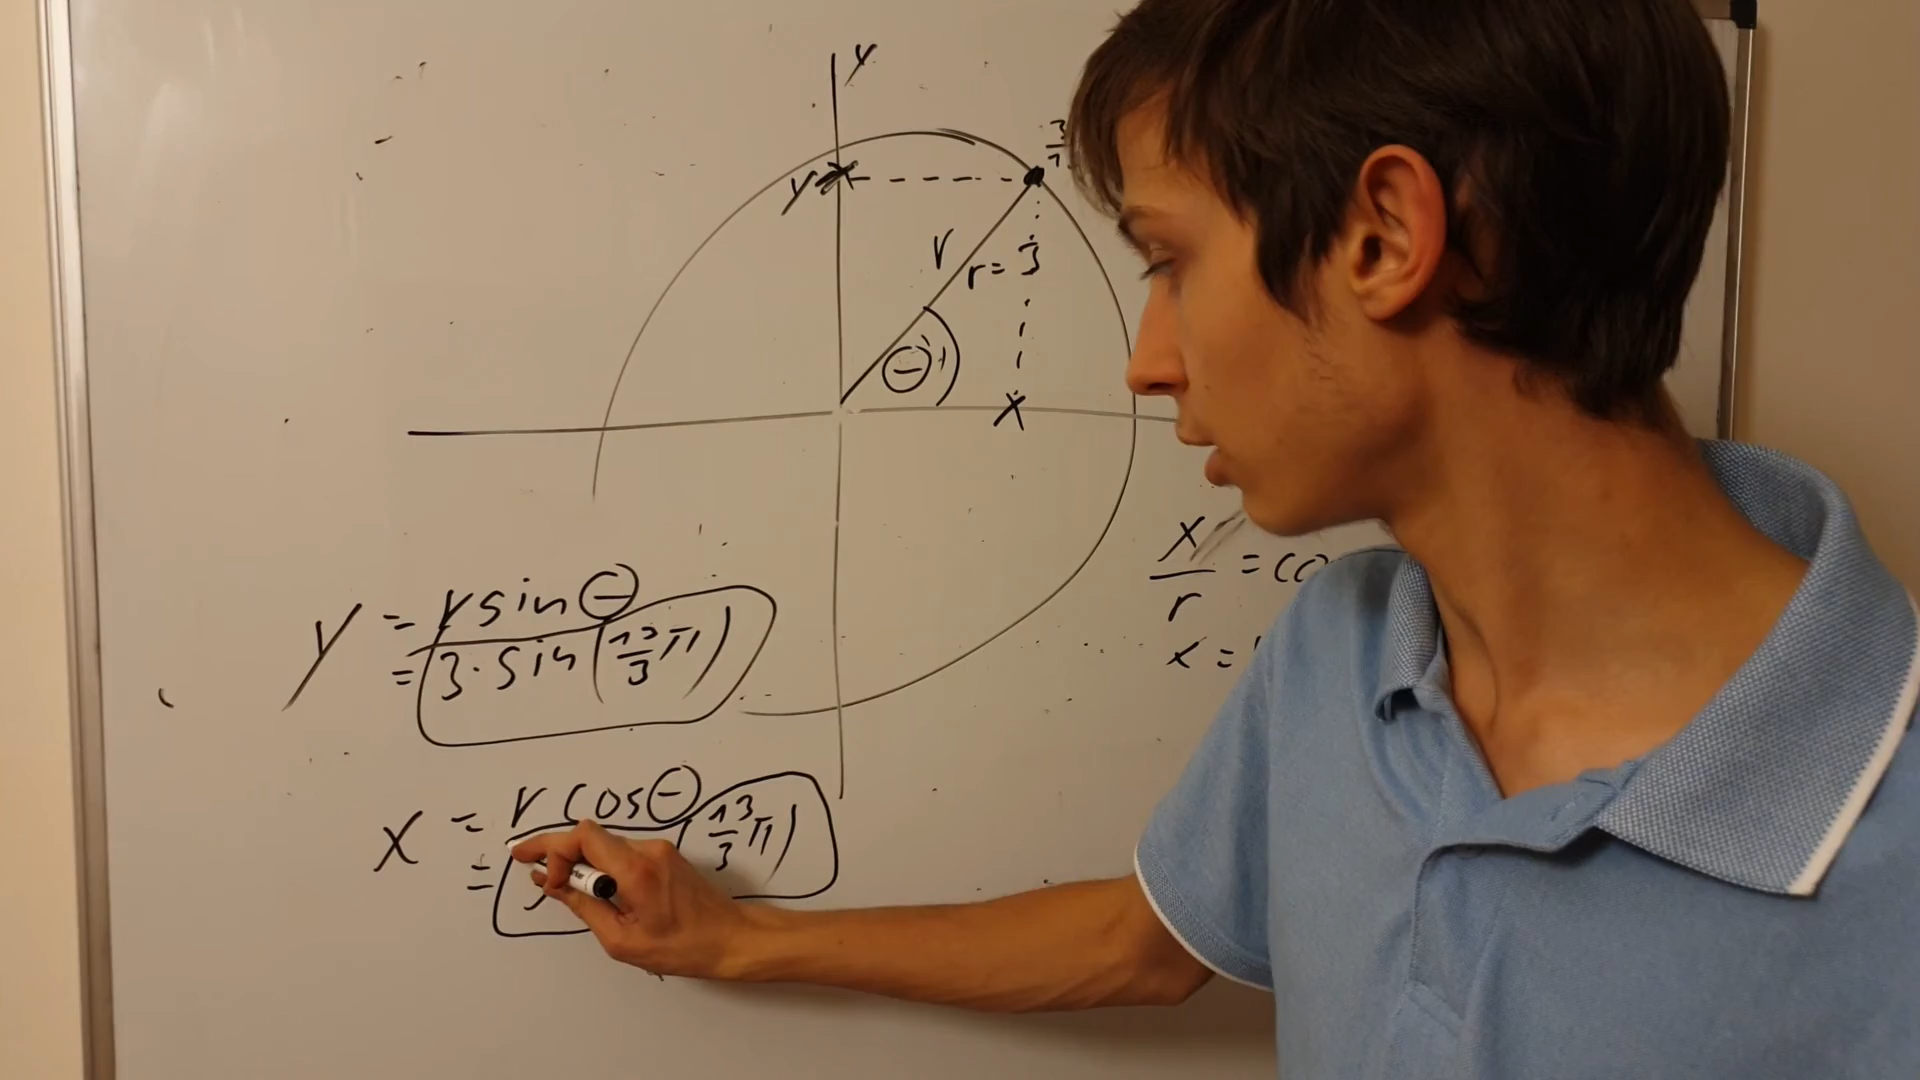 y
y
r
r = 3
Θ
x
x/r = co
x =
y = r sin Θ
= 3·sin(13/3 π)
x = r cos Θ
= (13/3 π)